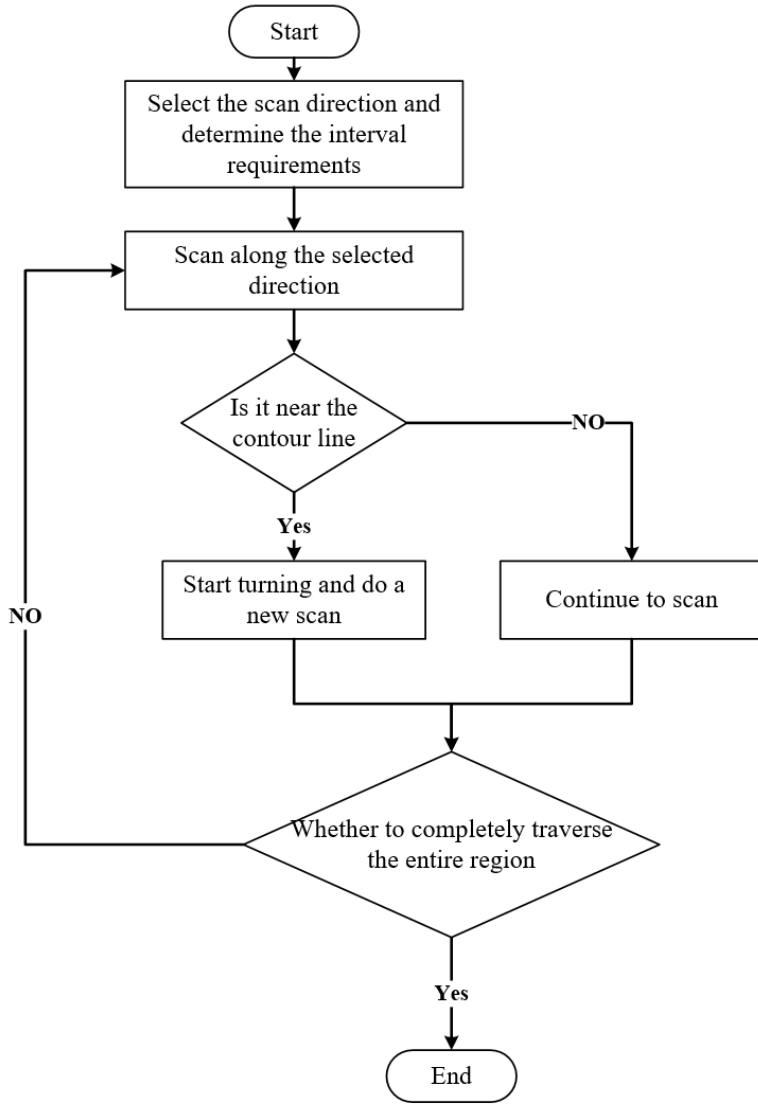 Start
Select the scan direction and
determine the interval
requirements
Scan along the selected
direction
Is it near the
contour line
NO
Yes
Start turning and do a
new scan
Continue to scan
NO
Whether to completely traverse
the entire region
Yes
End